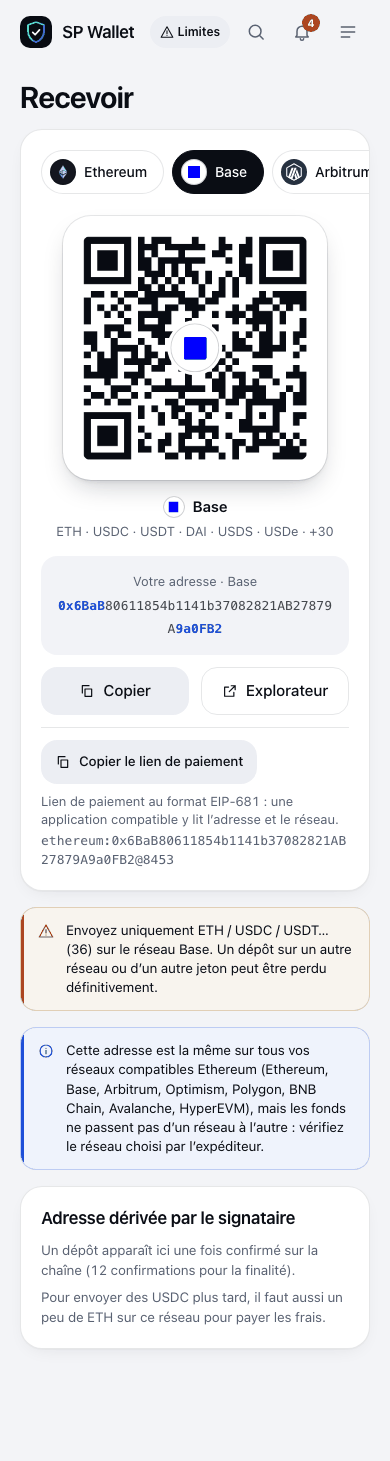 SP Wallet
Limites
4
Recevoir
Ethereum
Base
Arbitrum
Base
ETH · USDC · USDT · DAI · USDS · USDe · +30
Votre adresse · Base
0x6BaB80611854b1141b37082821AB27879
A9a0FB2
Copier
Explorateur
Copier le lien de paiement
Lien de paiement au format EIP-681 : une
application compatible y lit l’adresse et le réseau.
ethereum:0x6BaB80611854b1141b37082821AB
27879A9a0FB2@8453
Envoyez uniquement ETH / USDC / USDT…
(36) sur le réseau Base. Un dépôt sur un autre
réseau ou d’un autre jeton peut être perdu
définitivement.
Cette adresse est la même sur tous vos
réseaux compatibles Ethereum (Ethereum,
Base, Arbitrum, Optimism, Polygon, BNB
Chain, Avalanche, HyperEVM), mais les fonds
ne passent pas d’un réseau à l’autre : vérifiez
le réseau choisi par l’expéditeur.
Adresse dérivée par le signataire
Un dépôt apparaît ici une fois confirmé sur la
chaîne (12 confirmations pour la finalité).
Pour envoyer des USDC plus tard, il faut aussi un
peu de ETH sur ce réseau pour payer les frais.